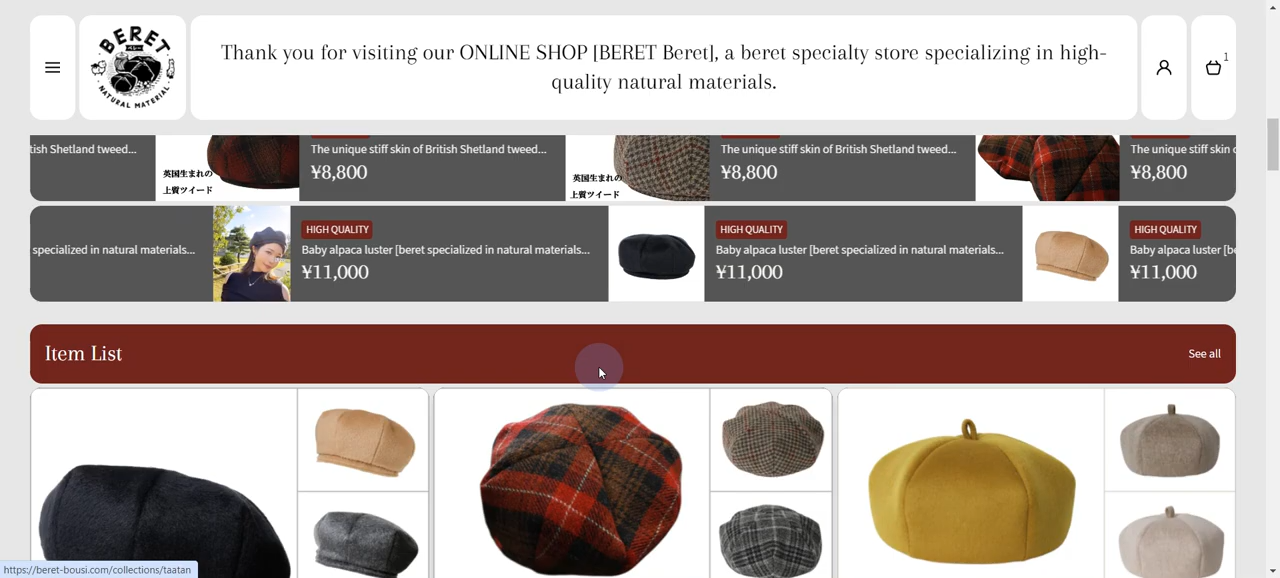 BERET
NATURAL MATERIAL
Thank you for visiting our ONLINE SHOP [BERET Beret], a beret specialty store specializing in high-
quality natural materials.
1
tish Shetland tweed...
英国生まれの
上質ツイード
The unique stiff skin of British Shetland tweed...
¥8,800
英国生まれの
上質ツイード
The unique stiff skin of British Shetland tweed...
¥8,800
The unique stiff skin o
¥8,800
specialized in natural materials...
HIGH QUALITY
Baby alpaca luster [beret specialized in natural materials...
¥11,000
HIGH QUALITY
Baby alpaca luster [beret specialized in natural materials...
¥11,000
HIGH QUALITY
Baby alpaca luster [be
¥11,000
Item List
See all
https://beret-bousi.com/collections/taatan